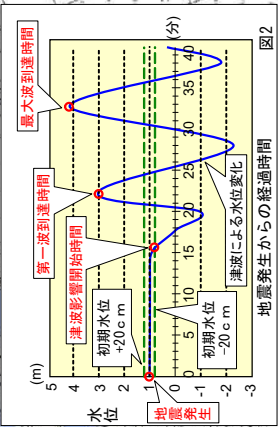 最大波到達時間
第一波到達時間
津波影響開始時間
初期水位
+20cm
初期水位
-20cm
津波による水位変化
地震
発生
水位
(m)
5
4
3
2
1
0
-1
-2
-3
0
5
10
15
20
25
30
35
40
(分)
地震発生からの経過時間
図2